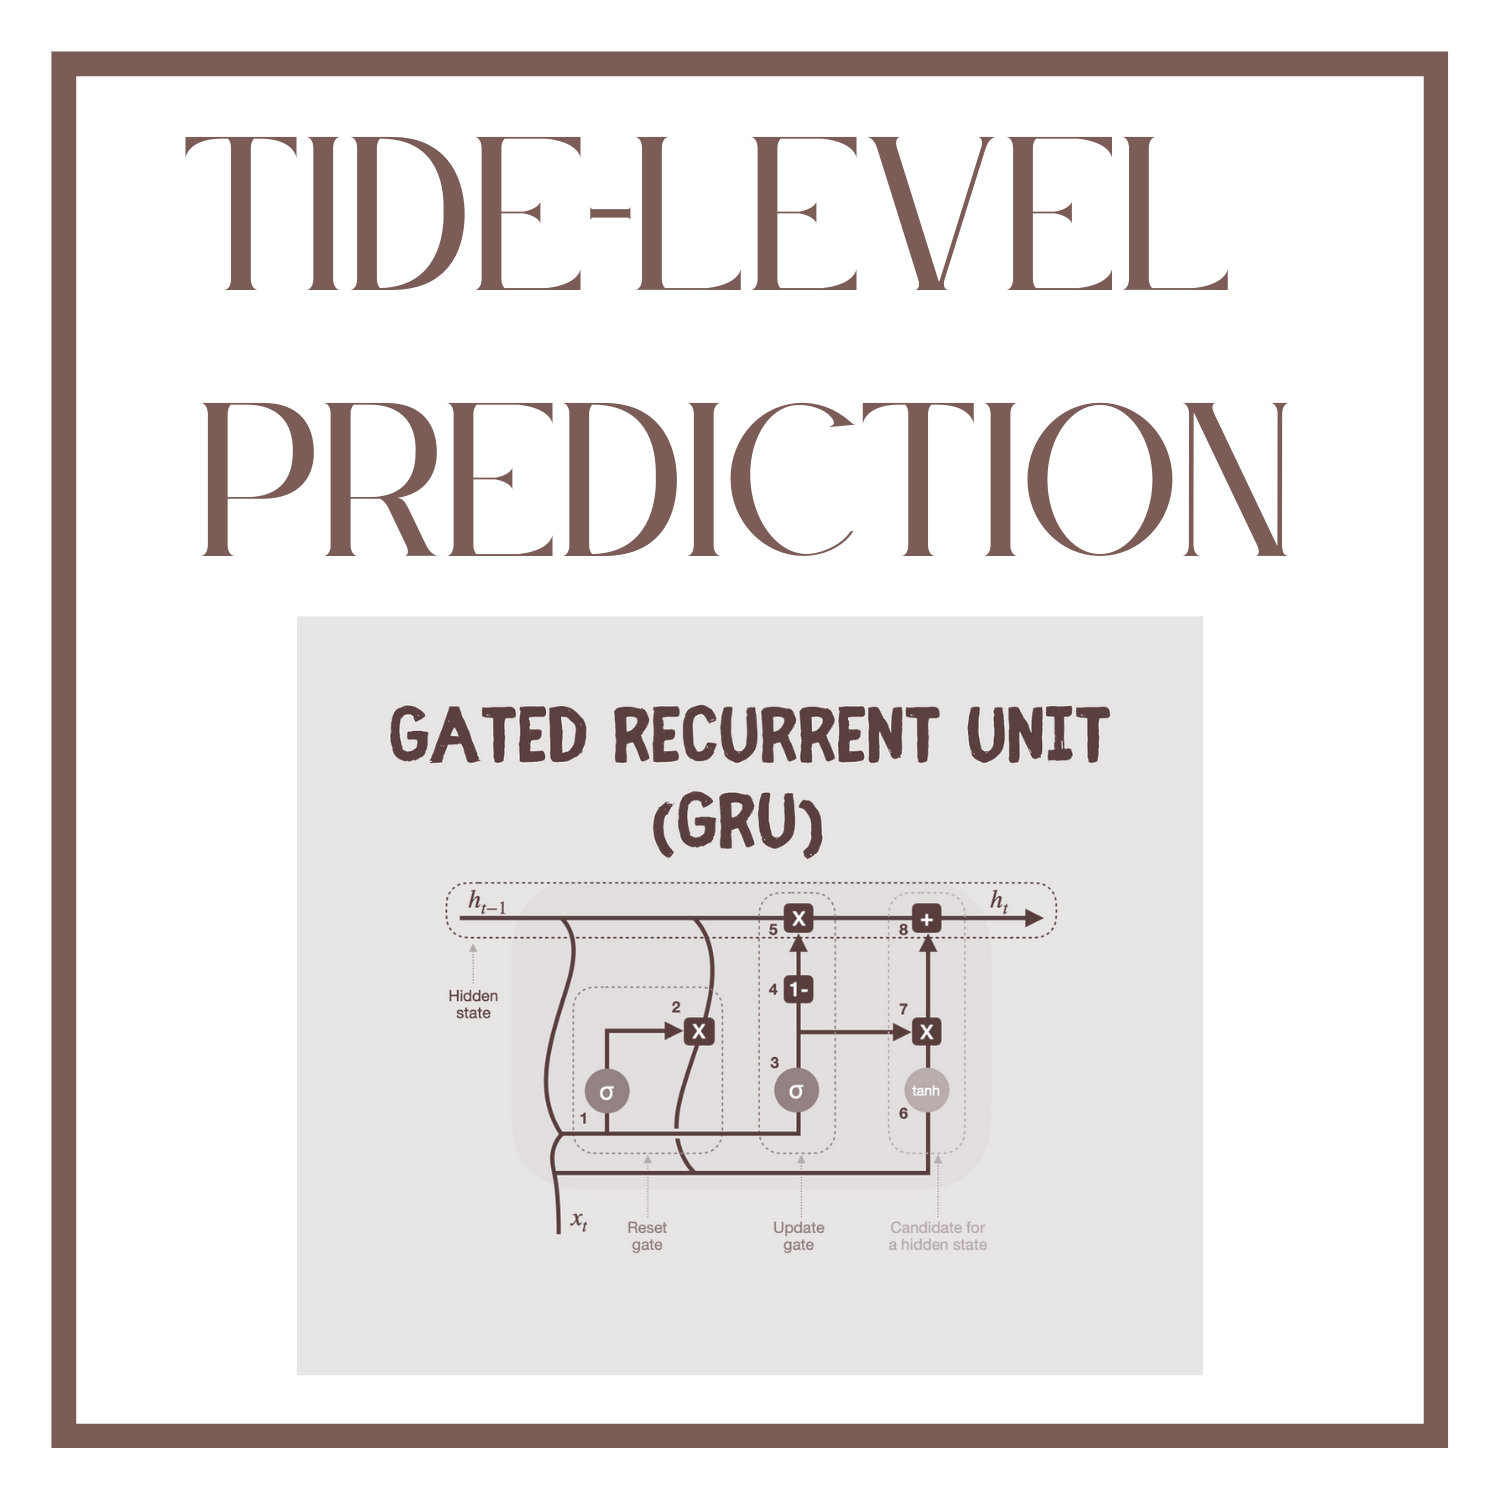 TIDE-LEVEL
PREDICTION
GATED RECURRENT UNIT
(GRU)
h_{t-1}
h_t
X
+
5
8
Hidden
state
4
1-
2
7
X
X
3
σ
σ
tanh
1
6
x_t
Reset
gate
Update
gate
Candidate for
a hidden state